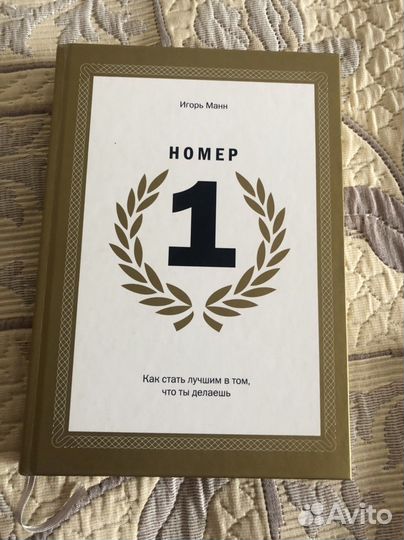 Игорь Манн
НОМЕР
1
Как стать лучшим в том,
что ты делаешь
Avito